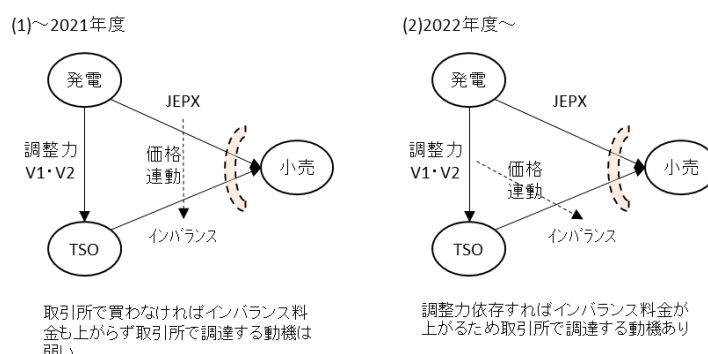 (1)～2021年度
発電
JEPX
調整力
V1・V2
価格
連動
小売
TSO
インバランス
取引所で買わなければインバランス料
金も上がらず取引所で調達する動機は
弱い
(2)2022年度～
発電
JEPX
調整力
V1・V2
価格
連動
小売
TSO
インバランス
調整力依存すればインバランス料金が
上がるため取引所で調達する動機あり